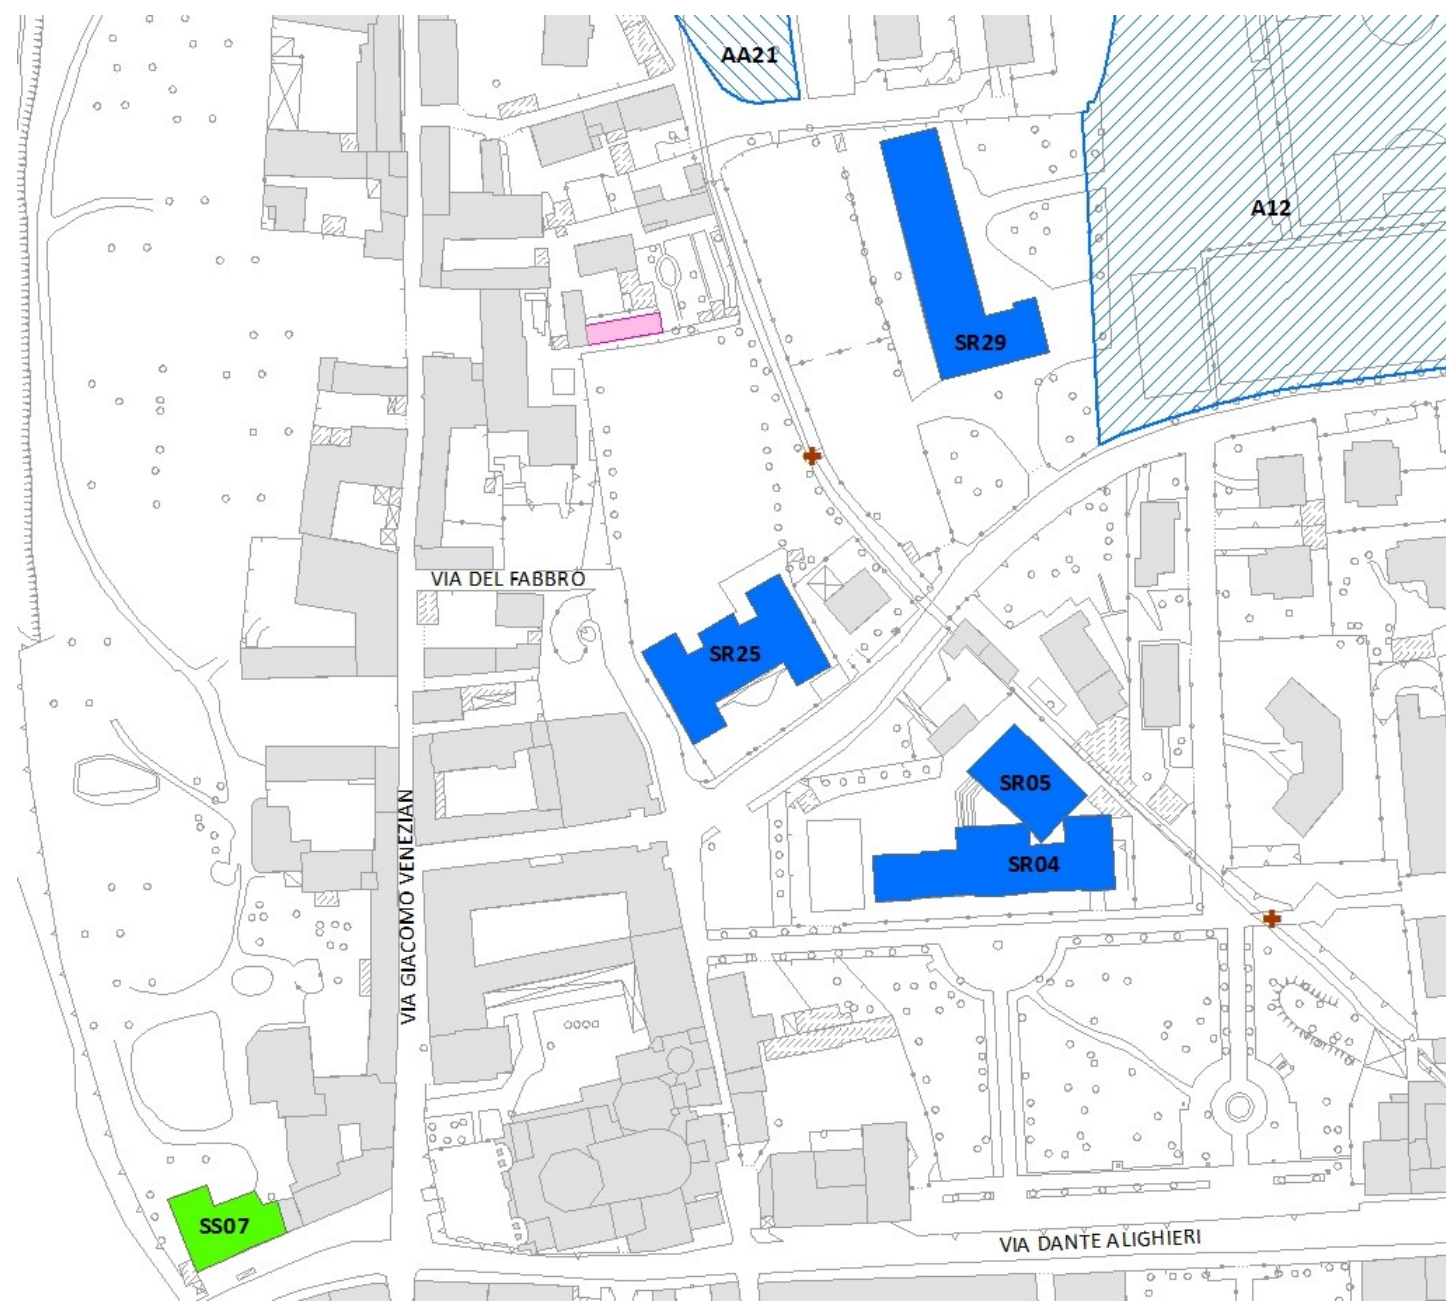 AA21
A12
SR29
VIA DEL FABBRO
SR25
SR05
SR04
VIA GIACOMO VENEZIAN
SS07
VIA DANTE ALIGHIERI